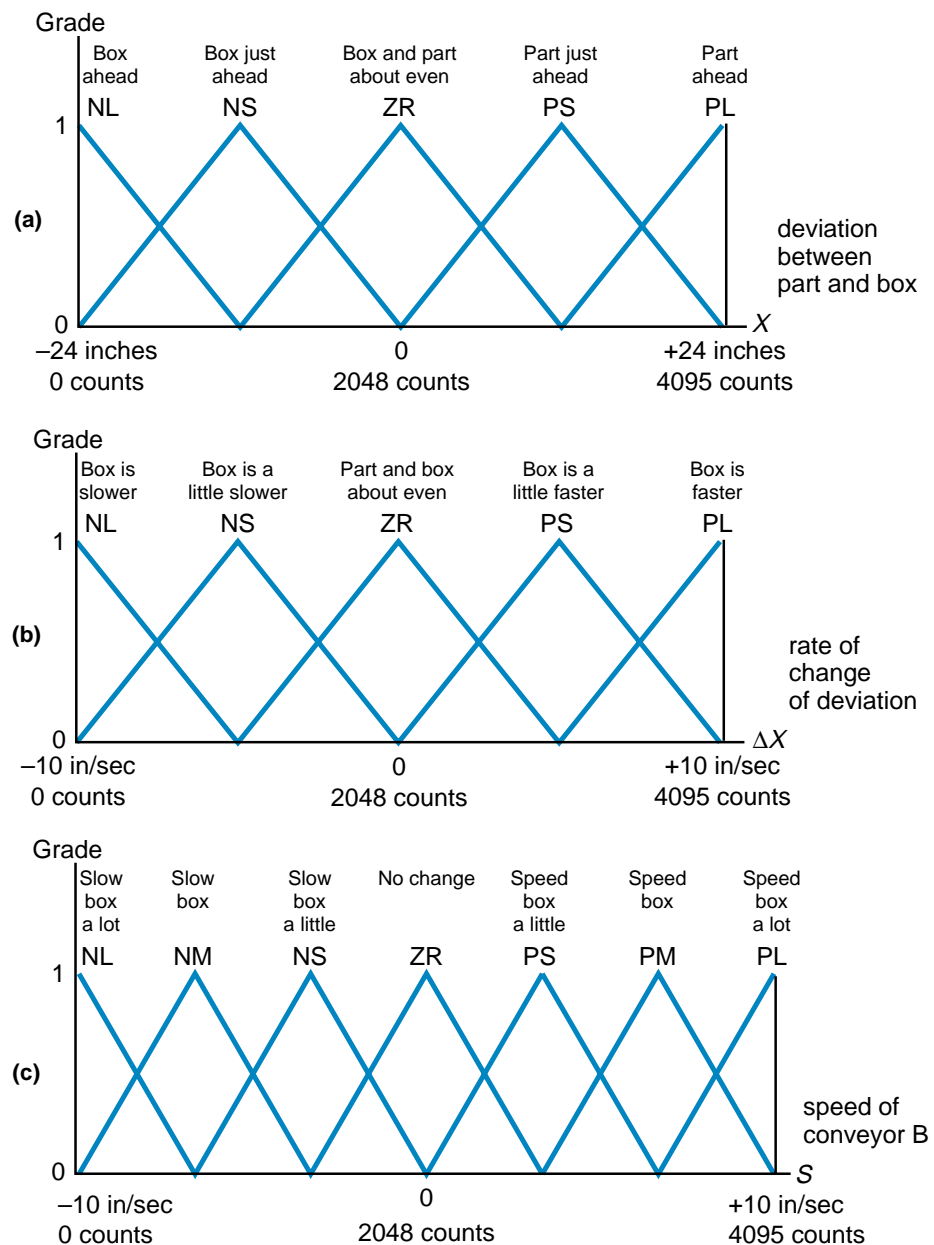 Grade
Box ahead
Box just ahead
Box and part about even
Part just ahead
Part ahead
NL NS ZR PS PL
1
(a)
deviation
between
part and box
0
X
–24 inches 0 +24 inches
0 counts 2048 counts 4095 counts
Grade
Box is slower
Box is a little slower
Part and box about even
Box is a little faster
Box is faster
NL NS ZR PS PL
1
(b)
rate of
change
of deviation
0
ΔX
–10 in/sec 0 +10 in/sec
0 counts 2048 counts 4095 counts
Grade
Slow box a lot
Slow box
Slow box a little
No change
Speed box a little
Speed box
Speed box a lot
NL NM NS ZR PS PM PL
1
(c)
speed of
conveyor B
0
S
–10 in/sec 0 +10 in/sec
0 counts 2048 counts 4095 counts